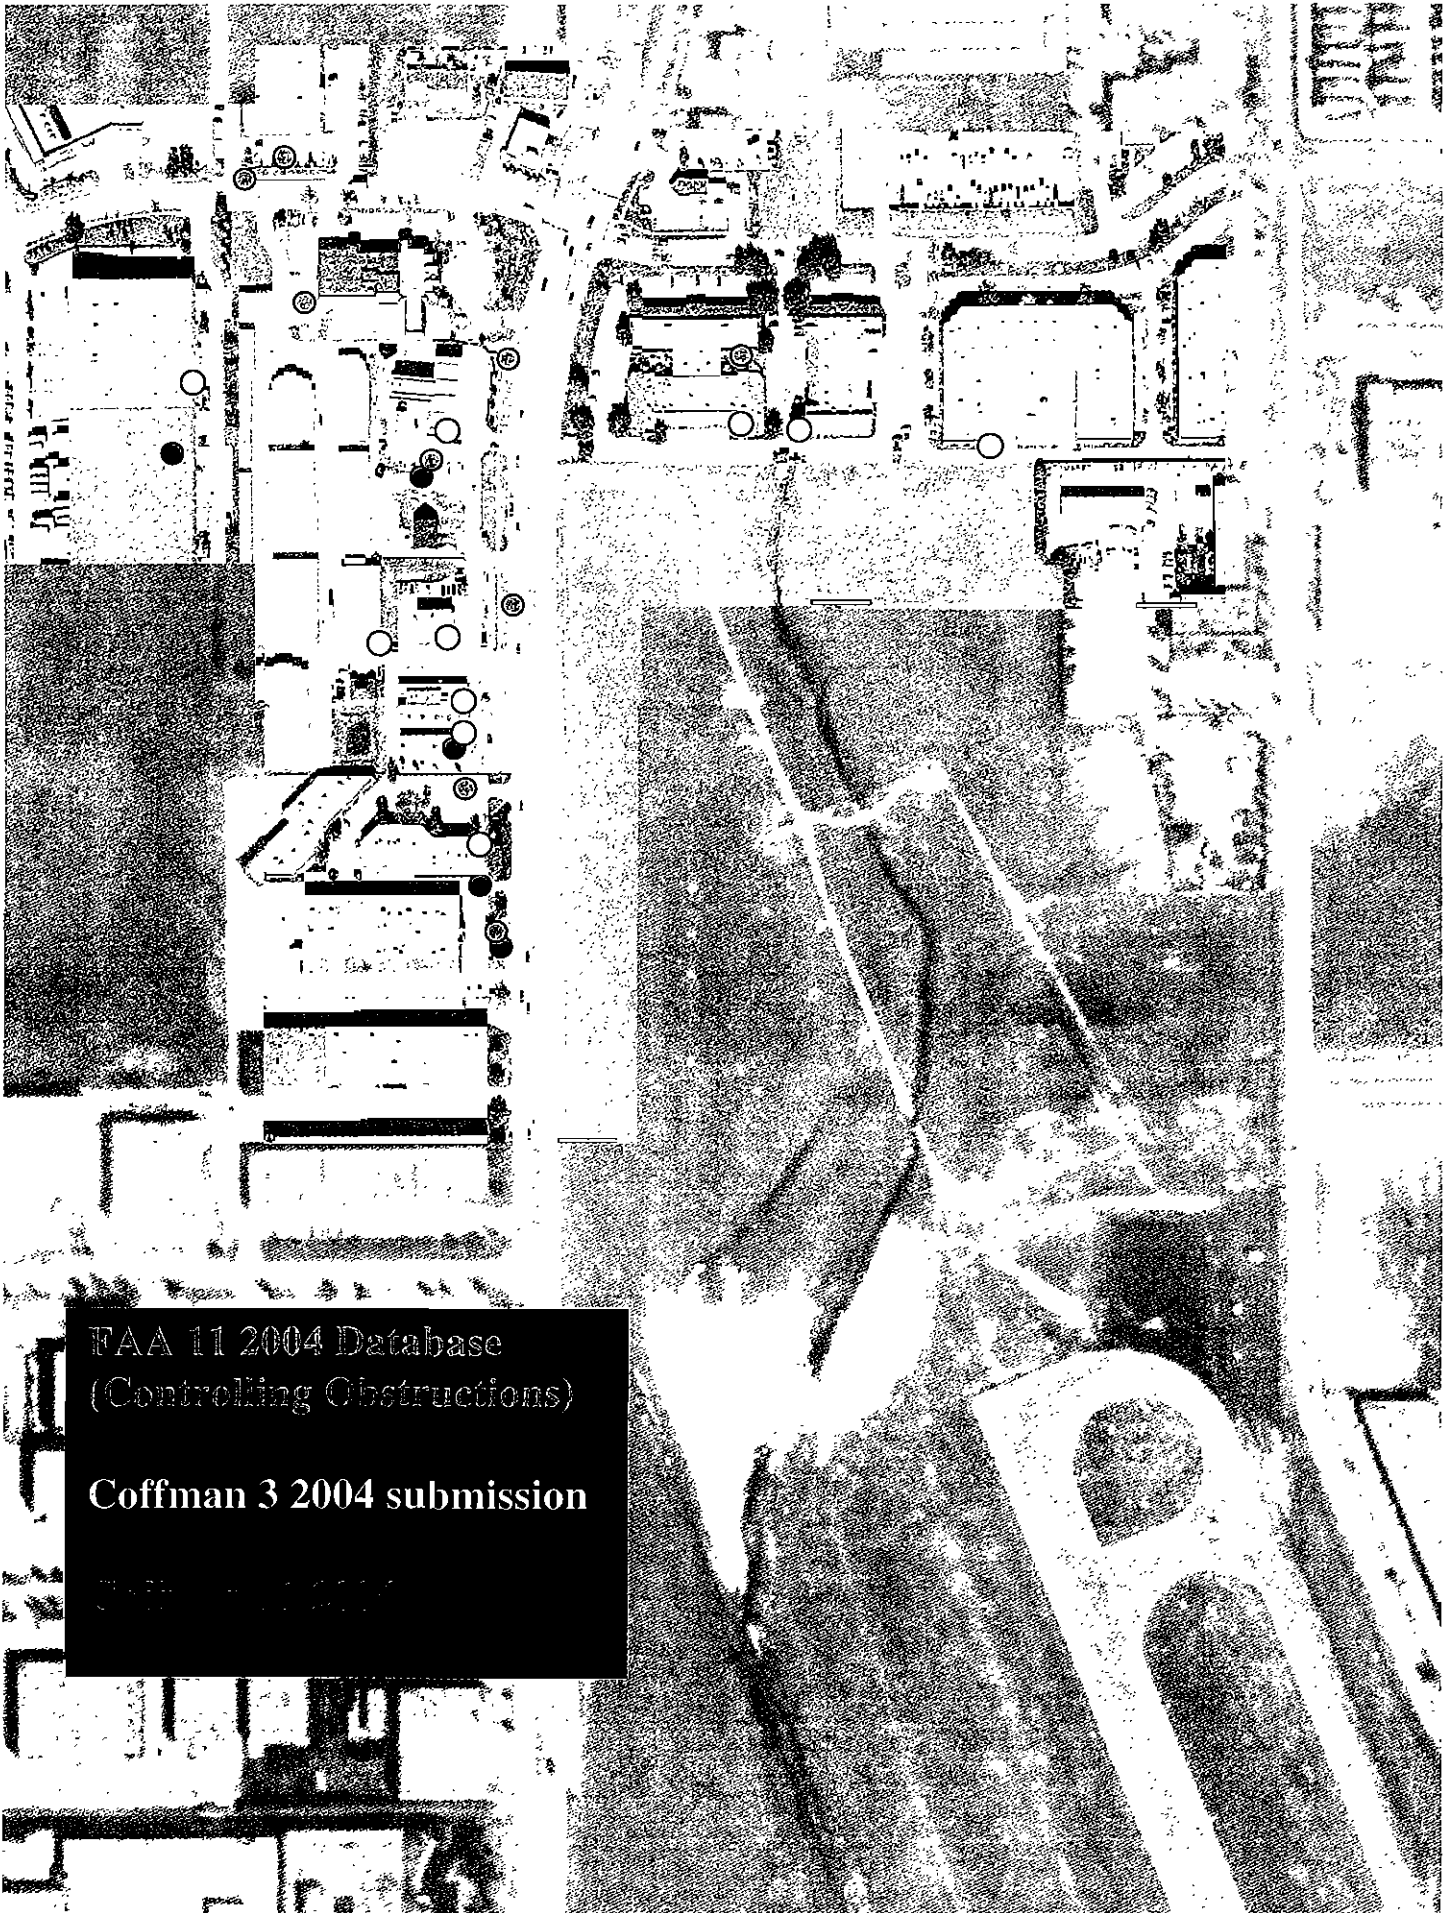 FAA 11 2004 Database
(Controlling Obstructions)
Coffman 3 2004 submission